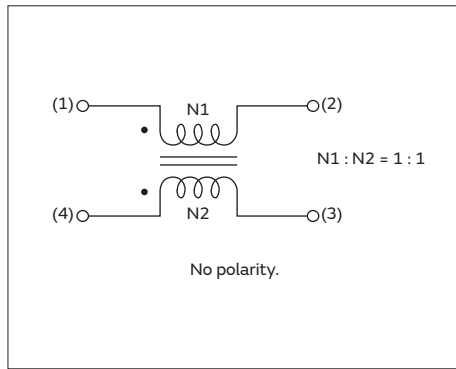 (1) N1 (2)
N1 : N2 = 1 : 1
(4) N2 (3)
No polarity.